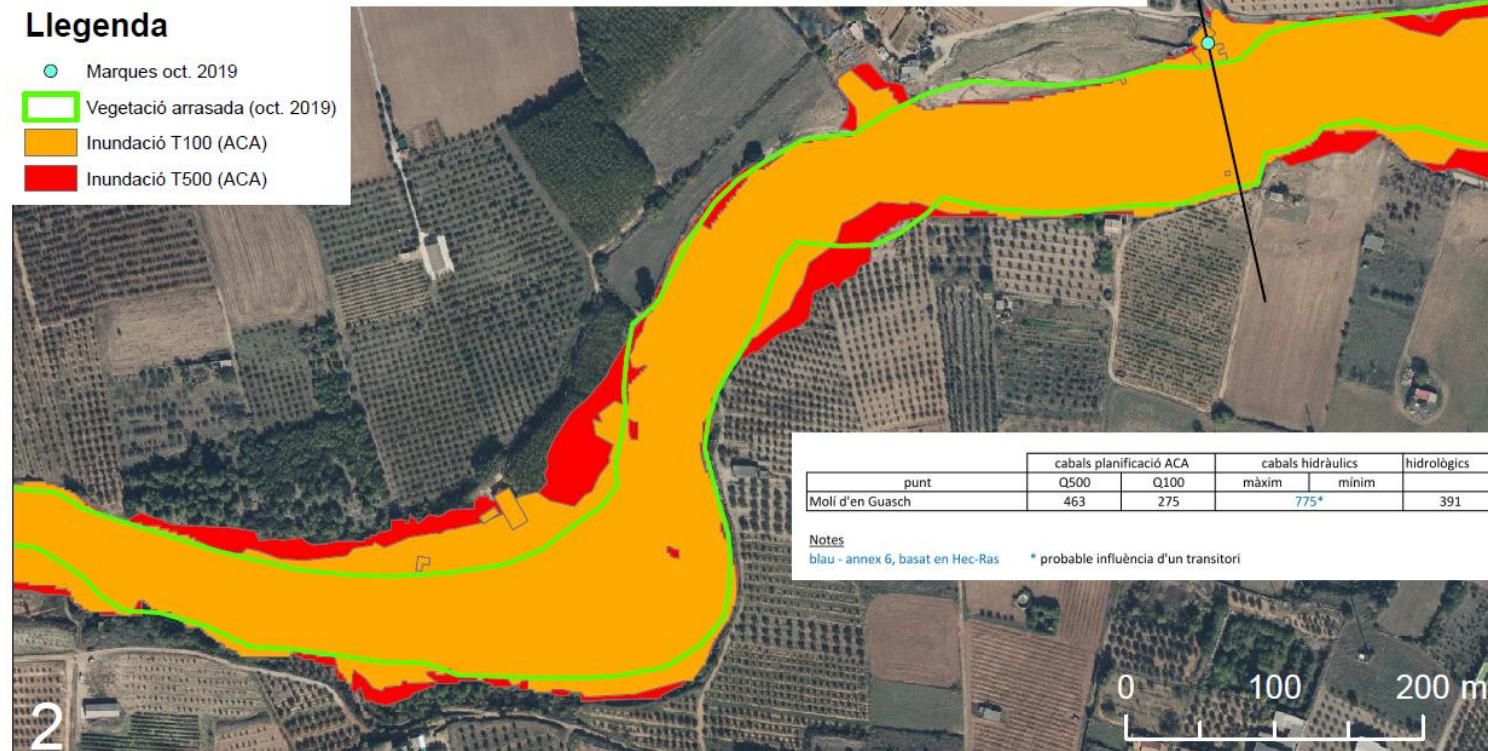 Llegenda
Marques oct. 2019
Vegetació arrasada (oct. 2019)
Inundació T100 (ACA)
Inundació T500 (ACA)
cabals planificació ACA cabals hidràulics hidrològics
punt Q500 Q100 màxim mínim
Molí d'en Guasch 463 275 775* 391
Notes
blau - annex 6, basat en Hec-Ras * probable influència d'un transitori
0 100 200 m
2